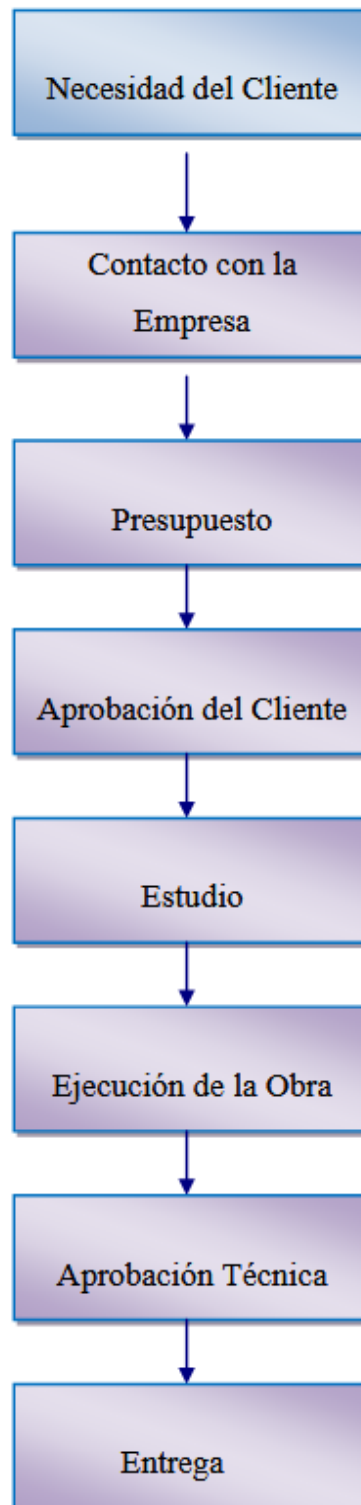 Necesidad del Cliente
Contacto con la
Empresa
Presupuesto
Aprobación del Cliente
Estudio
Ejecución de la Obra
Aprobación Técnica
Entrega